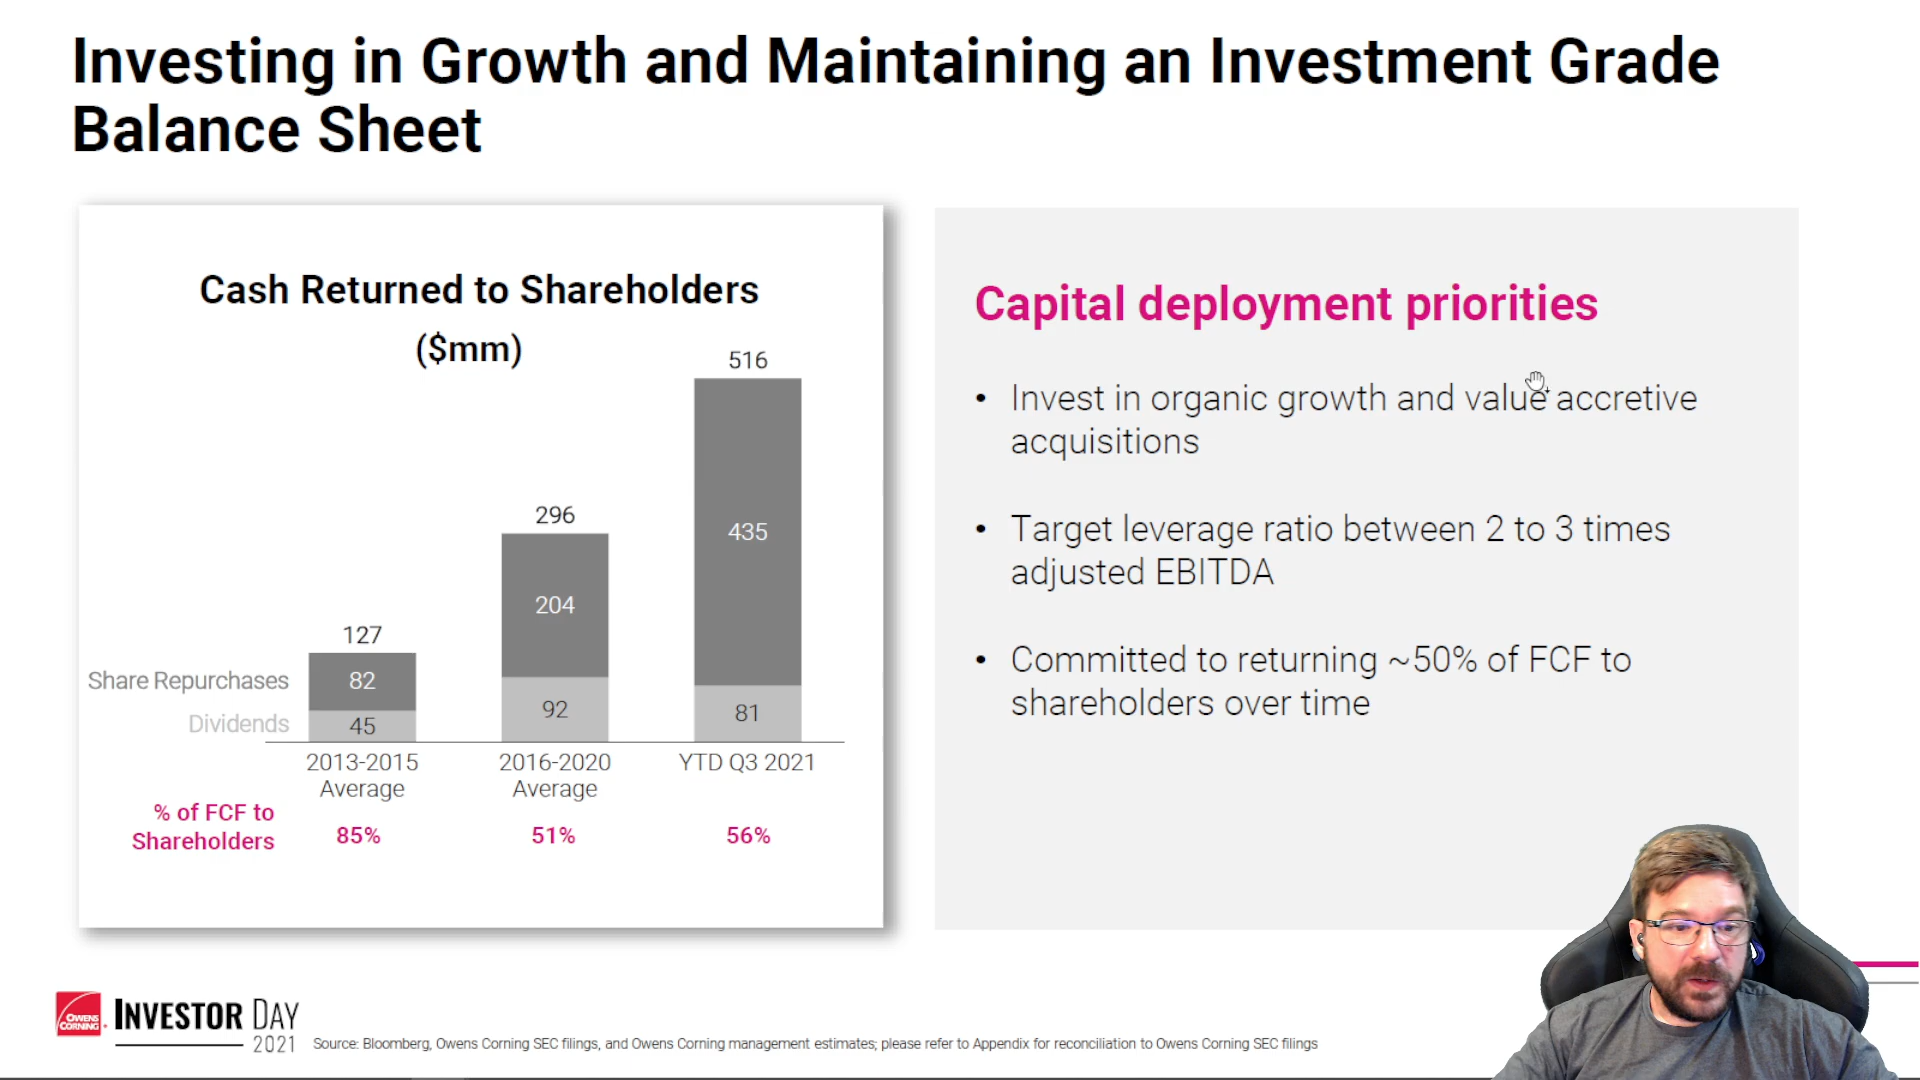 Investing in Growth and Maintaining an Investment Grade
Balance Sheet
Cash Returned to Shareholders
($mm)
516
435
81
296
204
92
127
82
45
Share Repurchases
Dividends
2013-2015
Average
2016-2020
Average
YTD Q3 2021
% of FCF to
Shareholders
85%
51%
56%
Capital deployment priorities
• Invest in organic growth and value accretive
acquisitions
• Target leverage ratio between 2 to 3 times
adjusted EBITDA
• Committed to returning ~50% of FCF to
shareholders over time
OWENS
CORNING
INVESTOR DAY
2021
Source: Bloomberg, Owens Corning SEC filings, and Owens Corning management estimates; please refer to Appendix for reconciliation to Owens Corning SEC filings